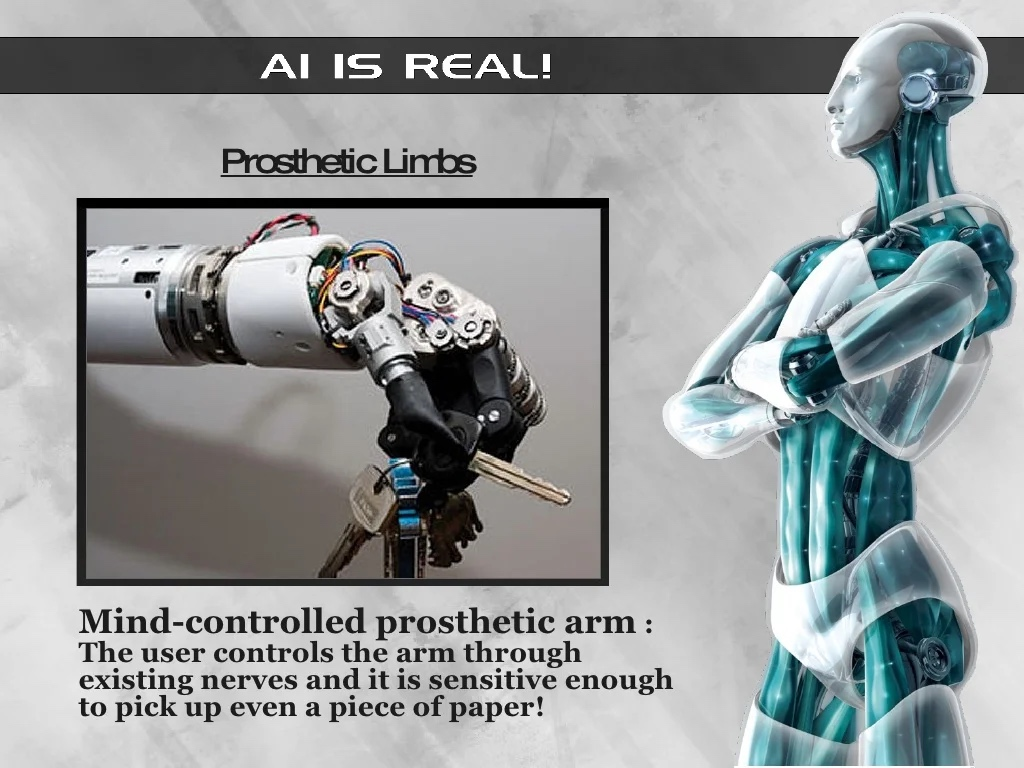 AI IS REAL!
Prosthetic Limbs
Mind-controlled prosthetic arm :
The user controls the arm through
existing nerves and it is sensitive enough
to pick up even a piece of paper!